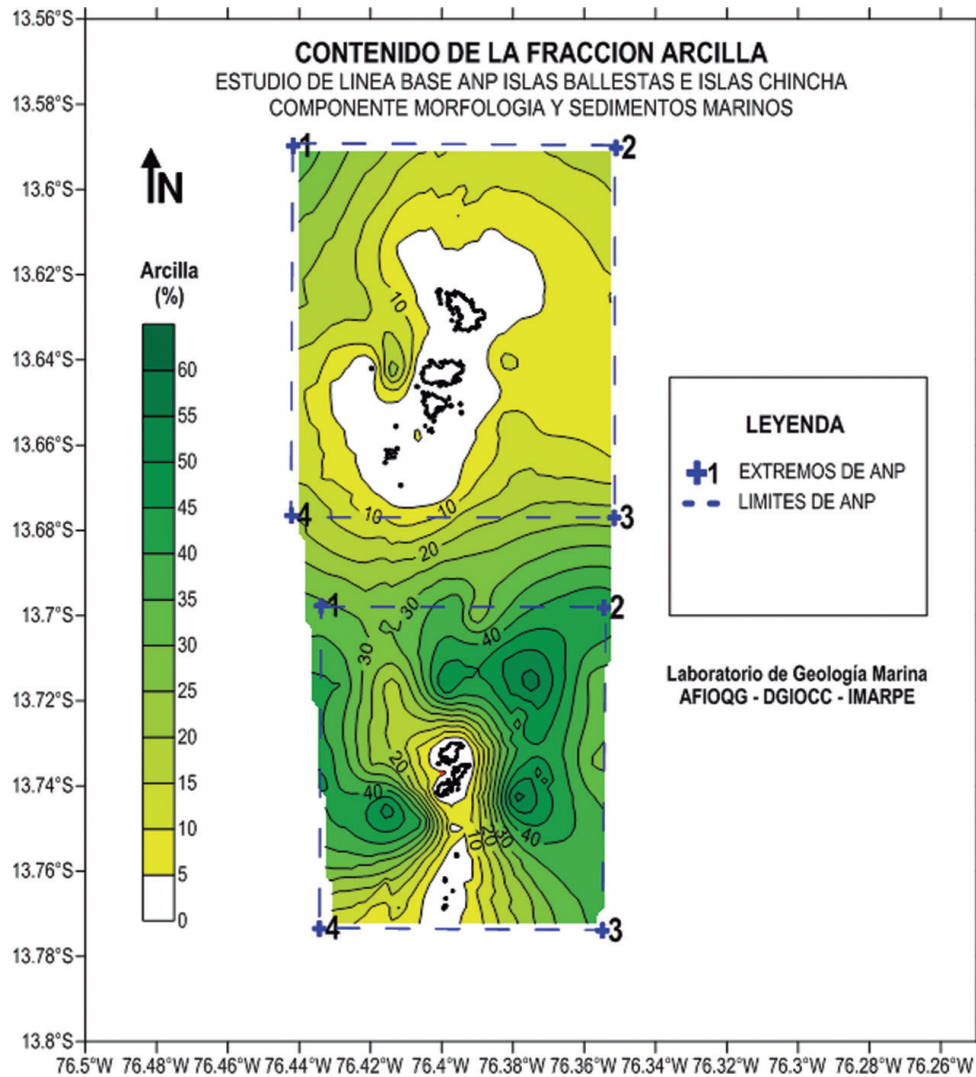 CONTENIDO DE LA FRACCION ARCILLA
ESTUDIO DE LINEA BASE ANP ISLAS BALLESTAS E ISLAS CHINCHA
COMPONENTE MORFOLOGIA Y SEDIMENTOS MARINOS
13.56°S
13.58°S
13.6°S
13.62°S
13.64°S
13.66°S
13.68°S
13.7°S
13.72°S
13.74°S
13.76°S
13.78°S
13.8°S
76.5°W 76.48°W 76.46°W 76.44°W 76.42°W 76.4°W 76.38°W 76.36°W 76.34°W 76.32°W 76.3°W 76.28°W 76.26°W
N
Arcilla
(%)
60
55
50
45
40
35
30
25
20
15
10
5
0
1
2
10
10
10
4
3
20
1
30
2
40
30
20
40
10
20
30
40
4
3
LEYENDA
1 EXTREMOS DE ANP
LIMITES DE ANP
Laboratorio de Geología Marina
AFIOQG - DGIOCC - IMARPE